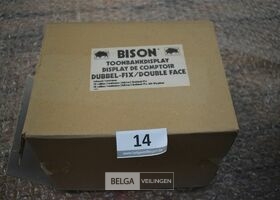 BISON
TOONBANKDISPLAY
DISPLAY DE COMPTOIR
DUBBEL-FIX/DOUBLE FACE
14
BELGA VEILINGEN